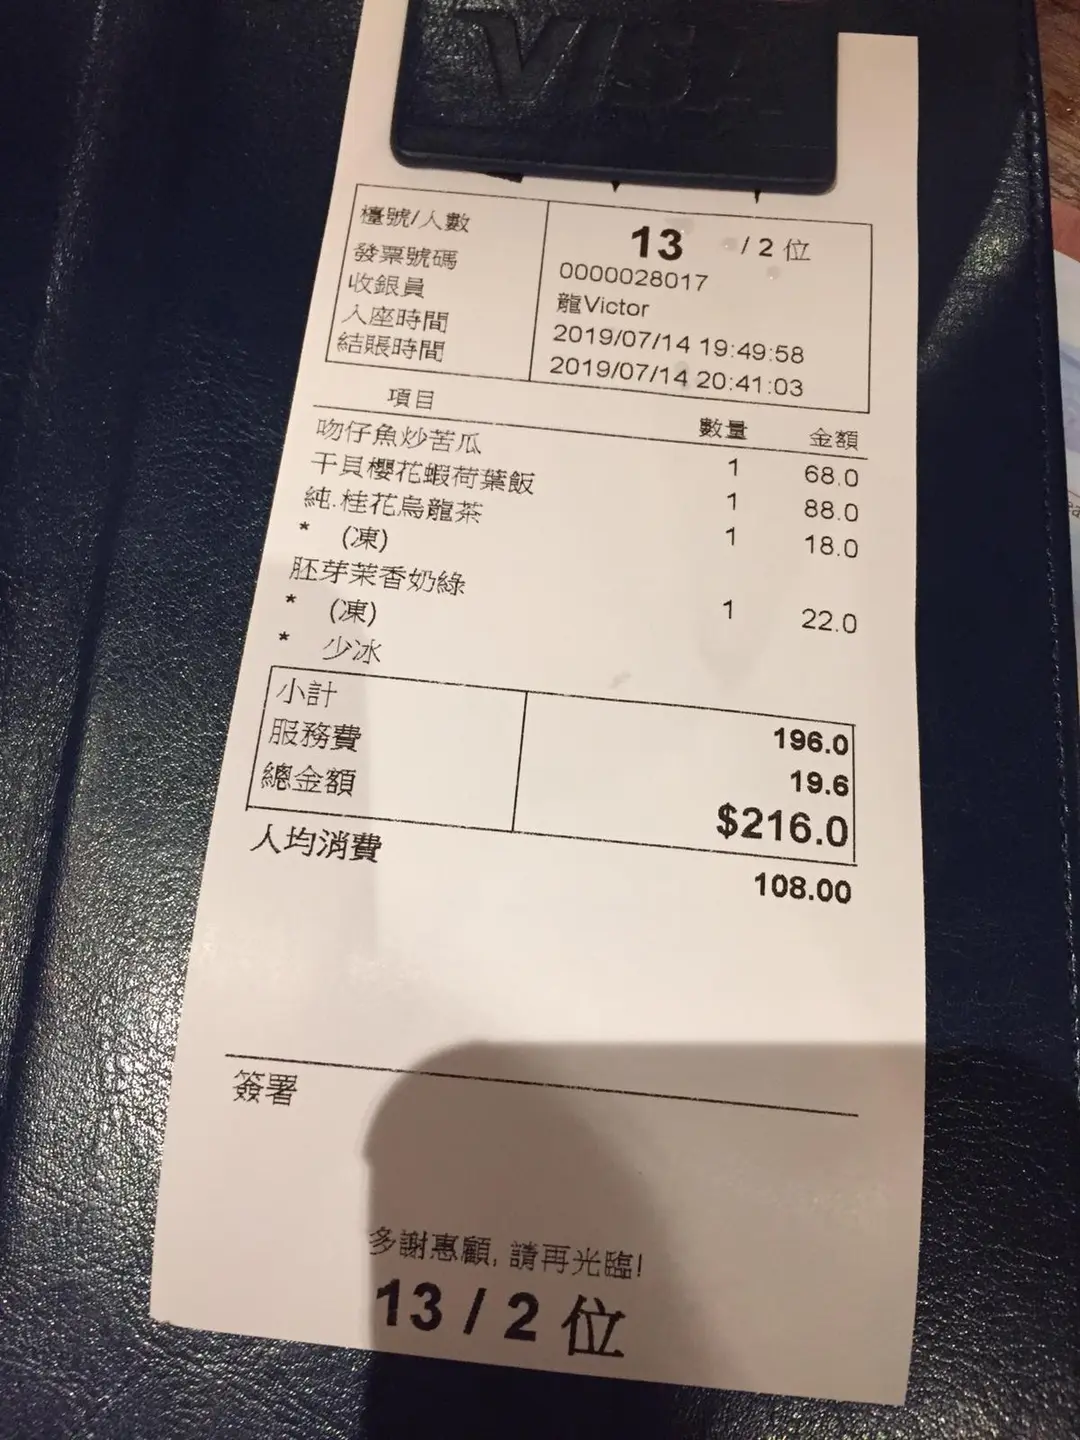 VISA
檯號/人數 13 / 2 位
發票號碼 0000028017
收銀員 龍Victor
入座時間 2019/07/14 19:49:58
結賬時間 2019/07/14 20:41:03
項目 數量 金額
吻仔魚炒苦瓜 1 68.0
干貝櫻花蝦荷葉飯 1 88.0
純.桂花烏龍茶 1 18.0
* (凍)
胚芽茉香奶綠 1 22.0
* (凍)
* 少冰
小計 196.0
服務費 19.6
總金額 $216.0
人均消費 108.00
簽署
多謝惠顧, 請再光臨!
13 / 2 位